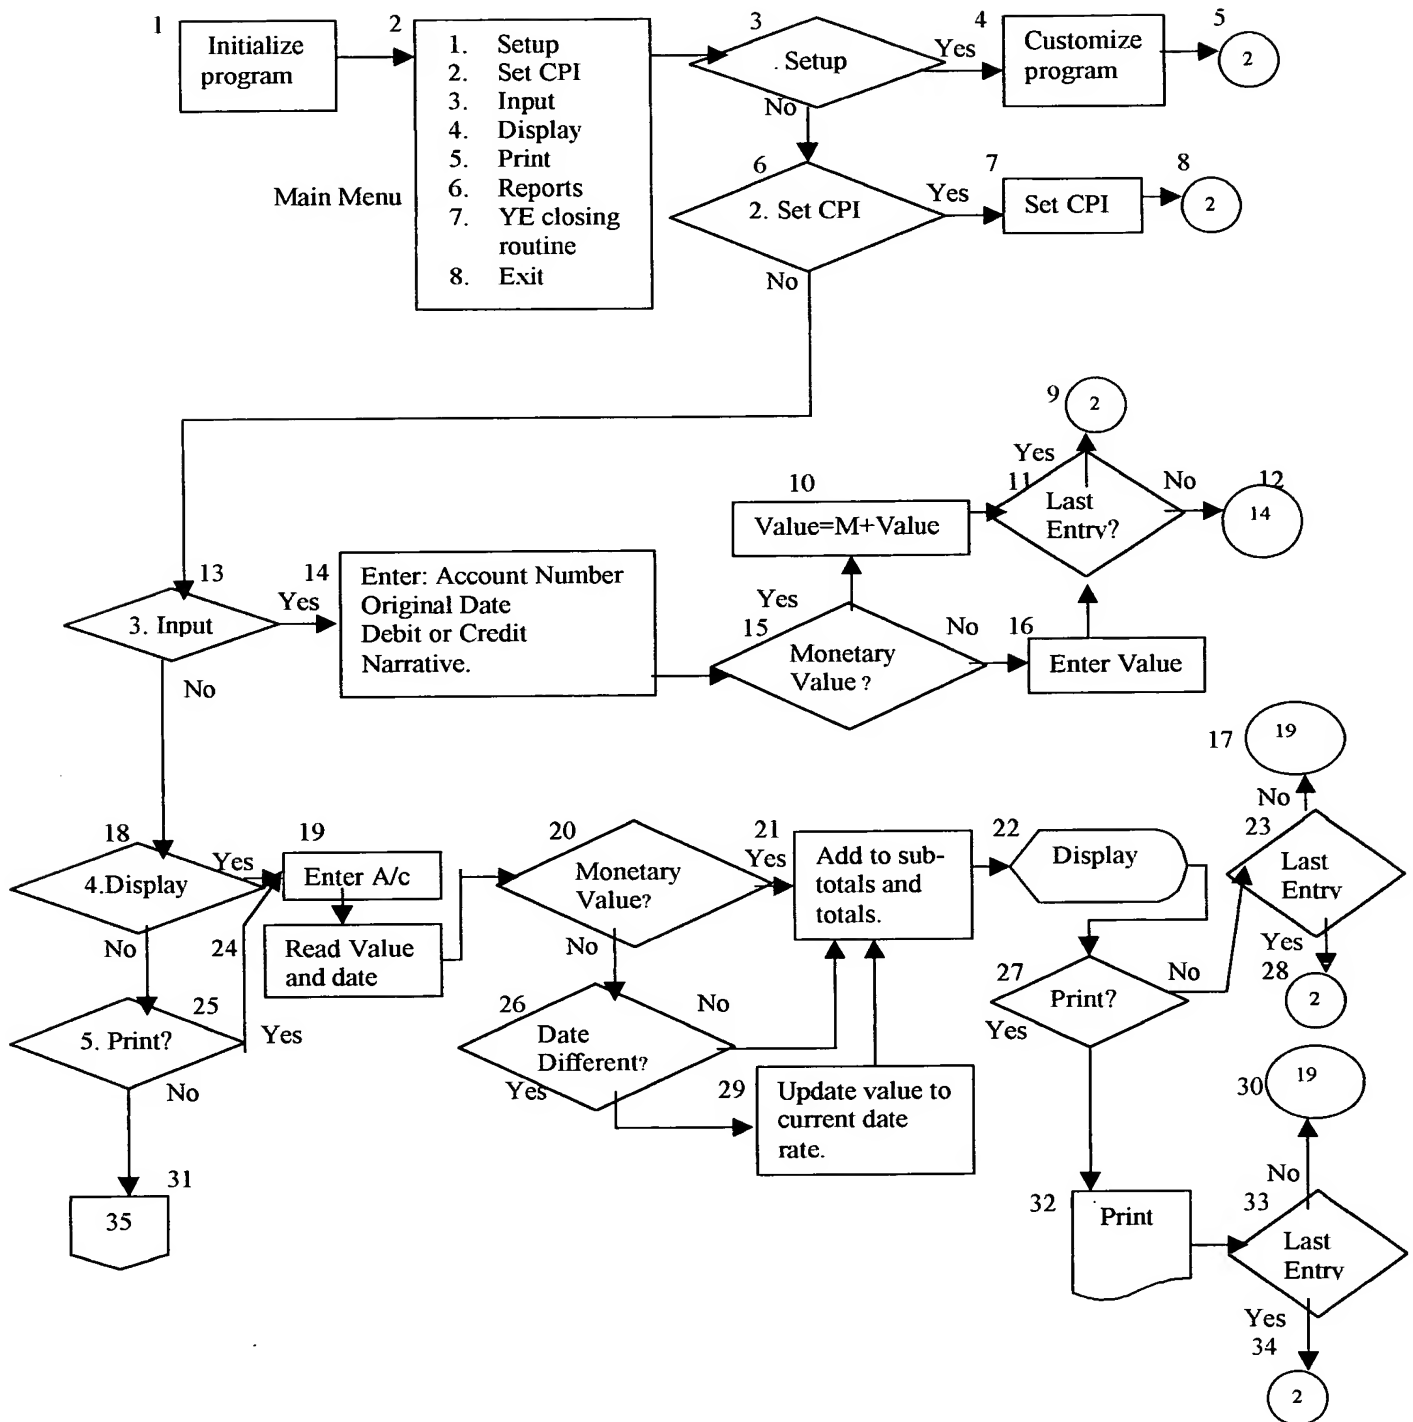 1
Initialize
program
2
1. Setup
2. Set CPI
3. Input
4. Display
5. Print
6. Reports
7. YE closing
routine
8. Exit
Main Menu
3
Setup
Yes
No
4
Customize
program
5
2
6
2. Set CPI
Yes
No
7
Set CPI
8
2
9
2
Yes
11
Last
Entry?
No
12
14
10
Value=M+Value
13
3. Input
Yes
No
14
Enter: Account Number
Original Date
Debit or Credit
Narrative.
15
Yes
Monetary
Value?
No
16
Enter Value
17
19
No
23
Last
Entry
Yes
28
2
18
4.Display
Yes
No
19
Enter A/c
Read Value
and date
24
20
Monetary
Value?
Yes
No
21
Add to sub-
totals and
totals.
22
Display
25
5. Print?
Yes
No
26
Date
Different?
No
Yes
27
Print?
No
Yes
29
Update value to
current date
rate.
30
19
No
31
35
32
Print
33
Last
Entry
Yes
34
2